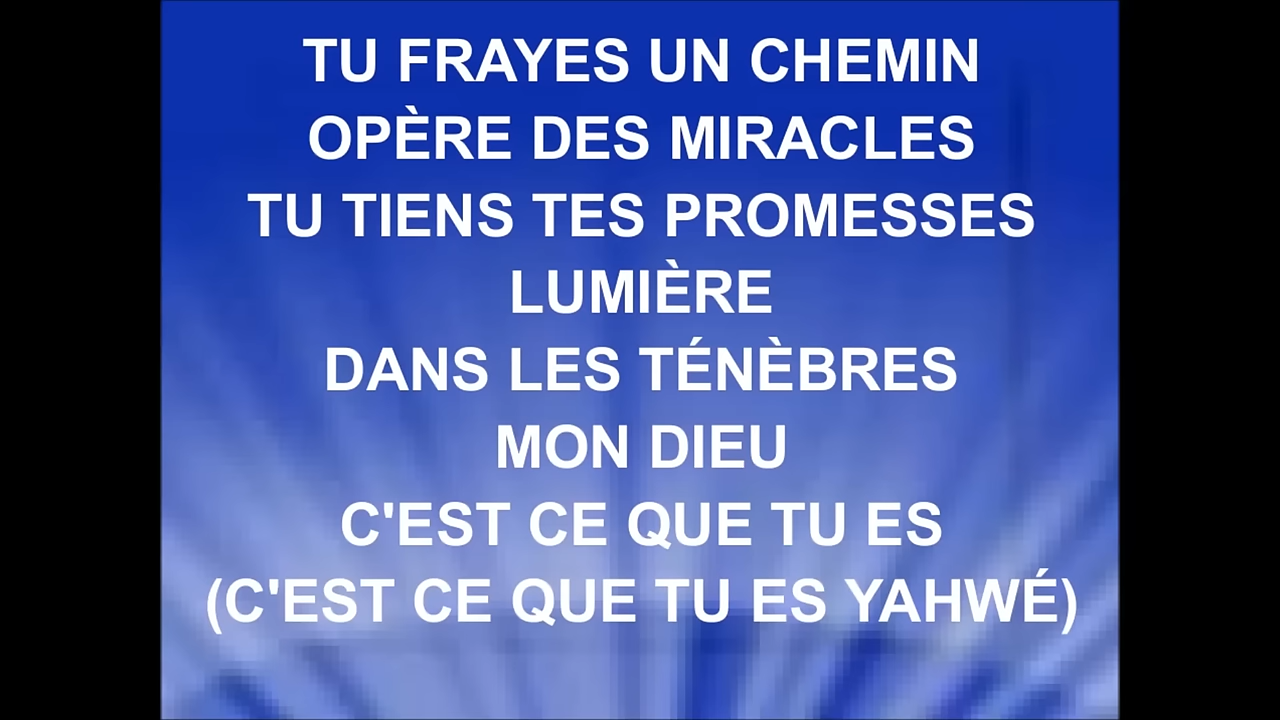 TU FRAYES UN CHEMIN
OPÈRE DES MIRACLES
TU TIENS TES PROMESSES
LUMIÈRE
DANS LES TÉNÈBRES
MON DIEU
C'EST CE QUE TU ES
(C'EST CE QUE TU ES YAHWÉ)